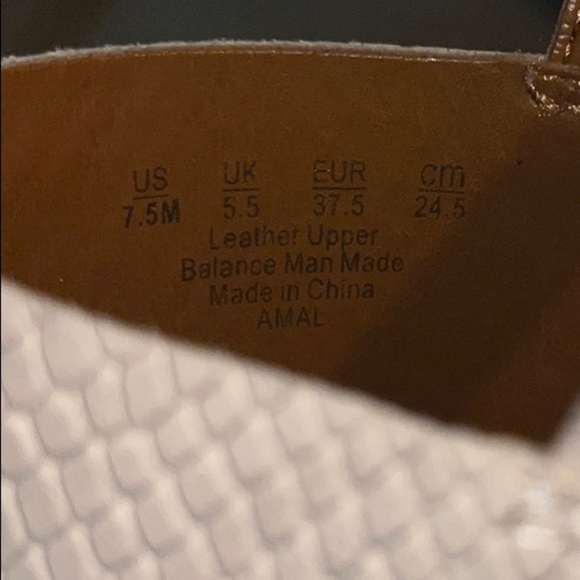 US UK EUR cm
7.5M 5.5 37.5 24.5
Leather Upper
Balance Man Made
Made in China
AMAL